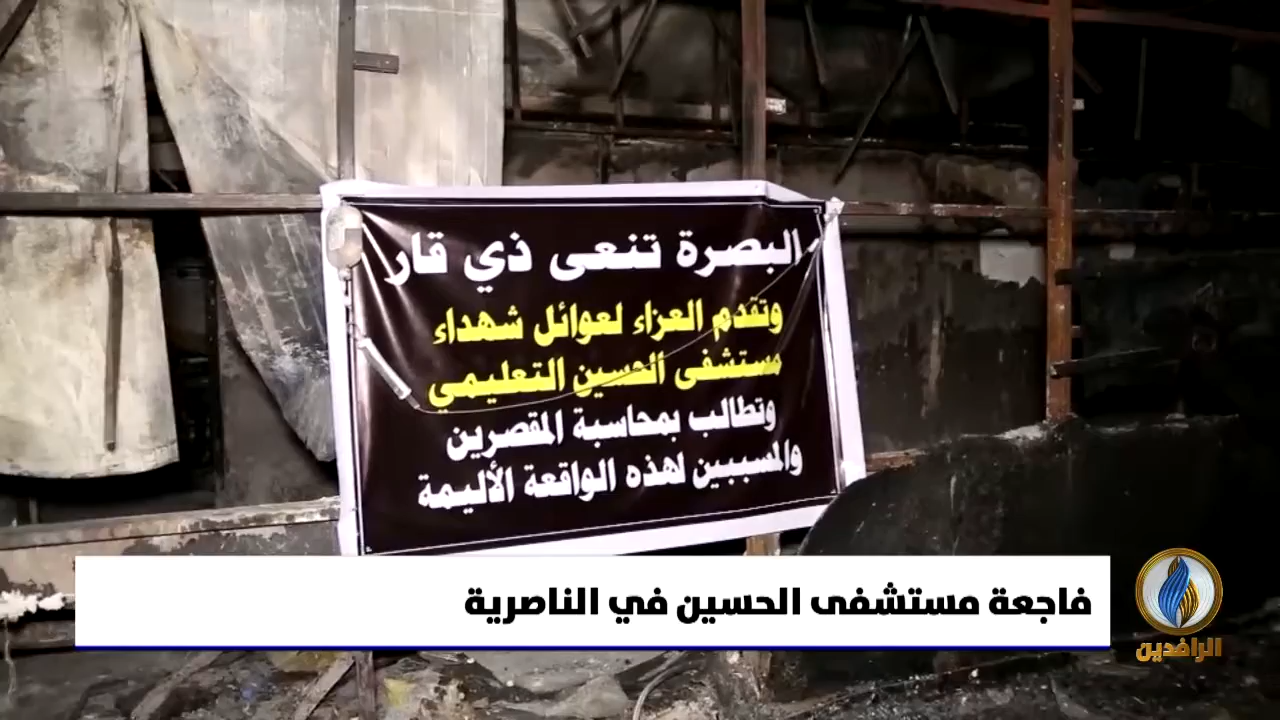 البصرة تنعى ذي قار
وتقدم العزاء لعوائل شهداء
مستشفى الحسين التعليمي
وتطالب بمحاسبة المقصرين
والمسببين لهذه الواقعة الأليمة
فاجعة مستشفى الحسين في الناصرية
الرافدين